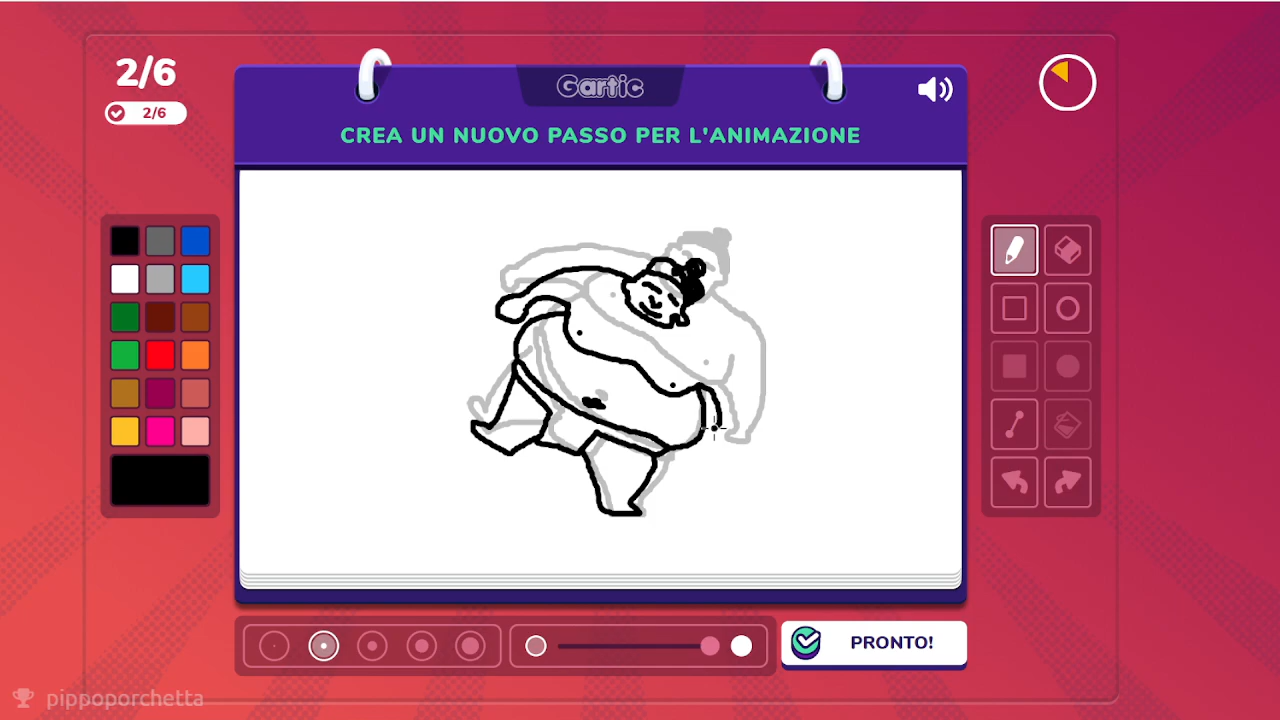 2/6
2/6
Gartic
CREA UN NUOVO PASSO PER L'ANIMAZIONE
PRONTO!
pippoporchetta